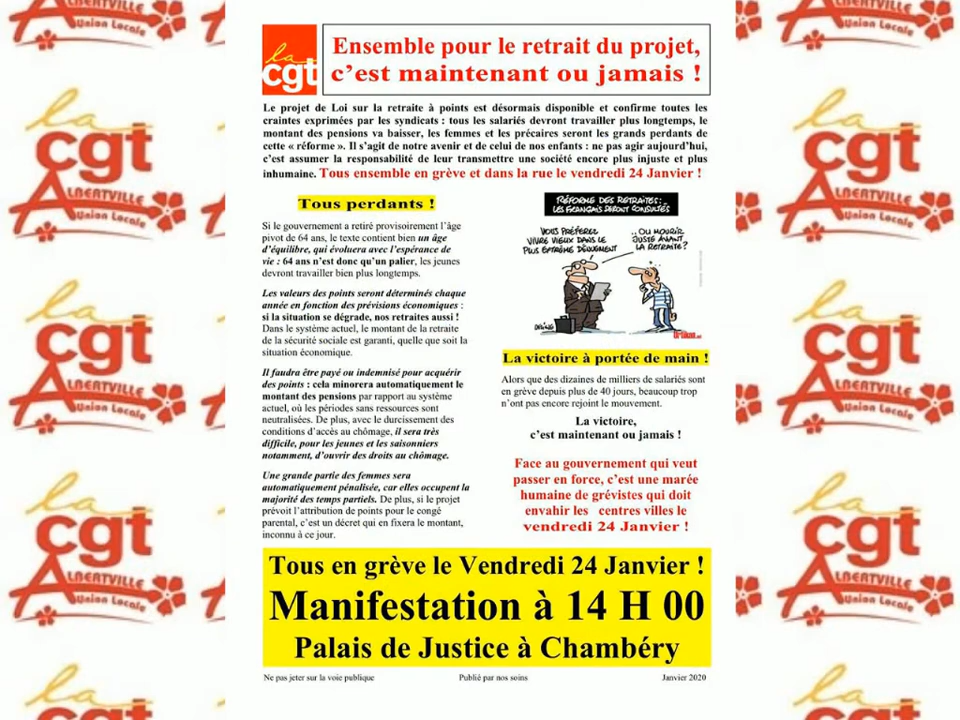 la
cgt
Ensemble pour le retrait du projet,
c'est maintenant ou jamais !
Le projet de Loi sur la retraite à points est désormais disponible et confirme toutes les
craintes exprimées par les syndicats : tous les salariés devront travailler plus longtemps, le
montant des pensions va baisser, les femmes et les précaires seront les grands perdants de
cette « réforme ». Il s'agit de notre avenir et de celui de nos enfants : ne pas agir aujourd'hui,
c'est assumer la responsabilité de leur transmettre une société encore plus injuste et plus
inhumaine. Tous ensemble en grève et dans la rue le vendredi 24 Janvier !
Tous perdants !
Si le gouvernement a retiré provisoirement l'âge
pivot de 64 ans, le texte contient bien un âge
d'équilibre, qui évoluera avec l'espérance de
vie : 64 ans n'est donc qu'un palier, les jeunes
devront travailler bien plus longtemps.
Les valeurs des points seront déterminés chaque
année en fonction des prévisions économiques :
si la situation se dégrade, nos retraites aussi !
Dans le système actuel, le montant de la retraite
de la sécurité sociale est garanti, quelle que soit la
situation économique.
Il faudra être payé ou indemnisé pour acquérir
des points : cela minorera automatiquement le
montant des pensions par rapport au système
actuel, où les périodes sans ressources sont
neutralisées. De plus, avec le durcissement des
conditions d'accès au chômage, il sera très
difficile, pour les jeunes et les saisonniers
notamment, d'ouvrir des droits au chômage.
Une grande partie des femmes sera
automatiquement pénalisée, car elles occupent la
majorité des temps partiels. De plus, si le projet
prévoit l'attribution de points pour le congé
parental, c'est un décret qui en fixera le montant,
inconnu à ce jour.
RÉFORME DES RETRAITES :
LES FRANÇAIS SERONT CONSULTÉS
VOUS PRÉFEREZ
VIVRE VIEUX DANS LE
PLUS EXTRÊME DÉNUEMENT
..OU MOURIR
JUSTE AVANT
LA RETRAITE?
La victoire à portée de main !
Alors que des dizaines de milliers de salariés sont
en grève depuis plus de 40 jours, beaucoup trop
n'ont pas encore rejoint le mouvement.
La victoire,
c'est maintenant ou jamais !
Face au gouvernement qui veut
passer en force, c'est une marée
humaine de grévistes qui doit
envahir les centres villes le
vendredi 24 Janvier !
Tous en grève le Vendredi 24 Janvier !
Manifestation à 14 H 00
Palais de Justice à Chambéry
Ne pas jeter sur la voie publique
Publié par nos soins
Janvier 2020
la
cgt
ALBERTVILLE
Union Locale